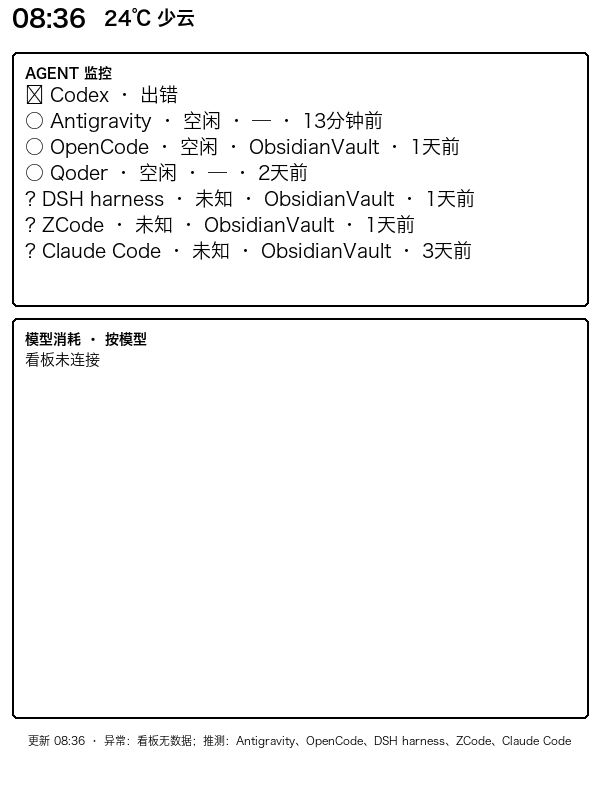 08:36 24℃ 少云
AGENT 监控
☒ Codex · 出错
○ Antigravity · 空闲 · — · 13分钟前
○ OpenCode · 空闲 · ObsidianVault · 1天前
○ Qoder · 空闲 · — · 2天前
? DSH harness · 未知 · ObsidianVault · 1天前
? ZCode · 未知 · ObsidianVault · 1天前
? Claude Code · 未知 · ObsidianVault · 3天前
模型消耗 · 按模型
看板未连接
更新 08:36 · 异常: 看板无数据; 推测: Antigravity、OpenCode、DSH harness、ZCode、Claude Code